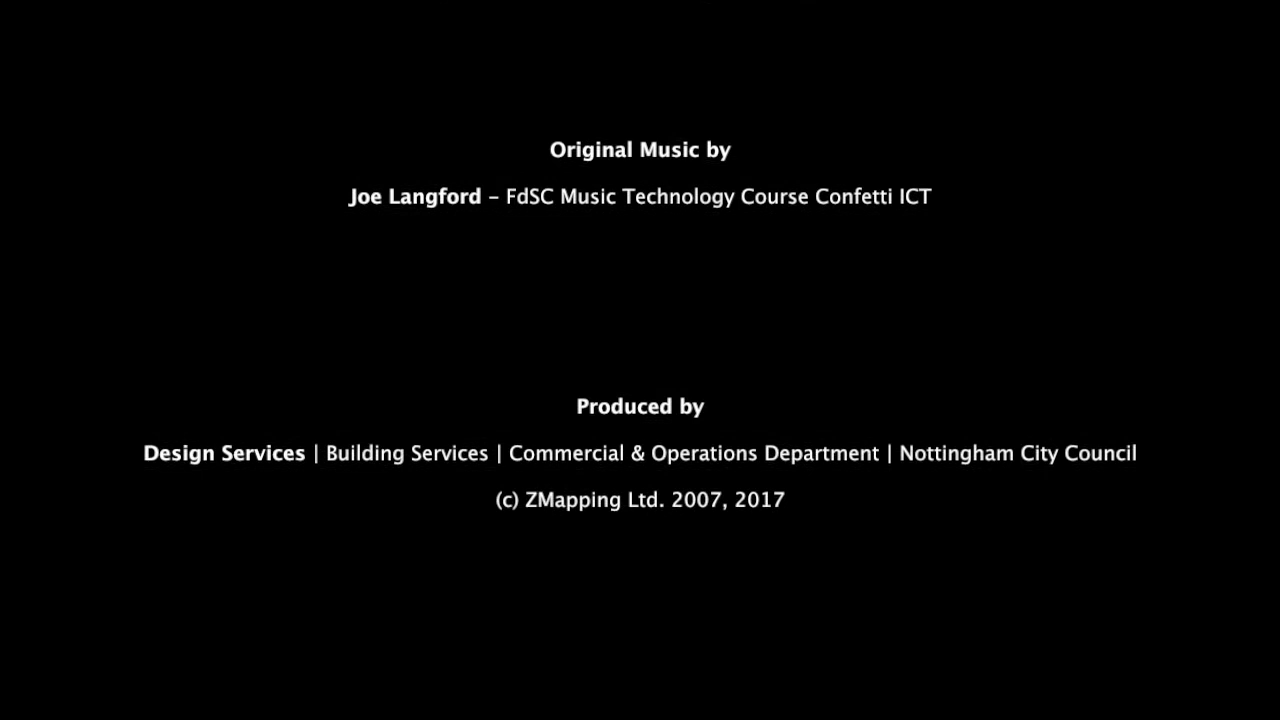 Original Music by
Joe Langford – FdSC Music Technology Course Confetti ICT
Produced by
Design Services | Building Services | Commercial & Operations Department | Nottingham City Council
(c) ZMapping Ltd. 2007, 2017